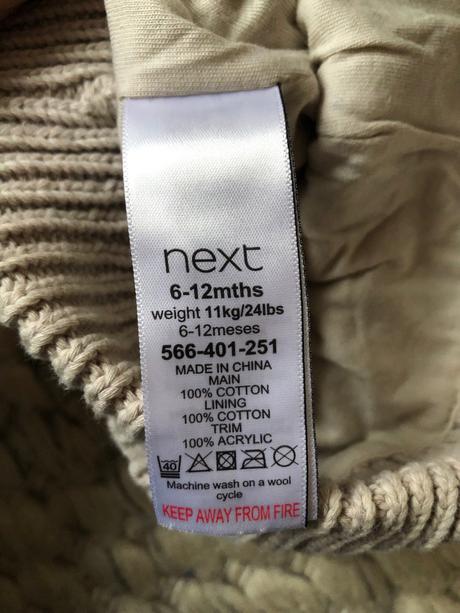 next
6-12mths
weight 11kg/24lbs
6-12meses
566-401-251
MADE IN CHINA
MAIN
100% COTTON
LINING
100% COTTON
TRIM
100% ACRYLIC
40
Machine wash on a wool
cycle
KEEP AWAY FROM FIRE